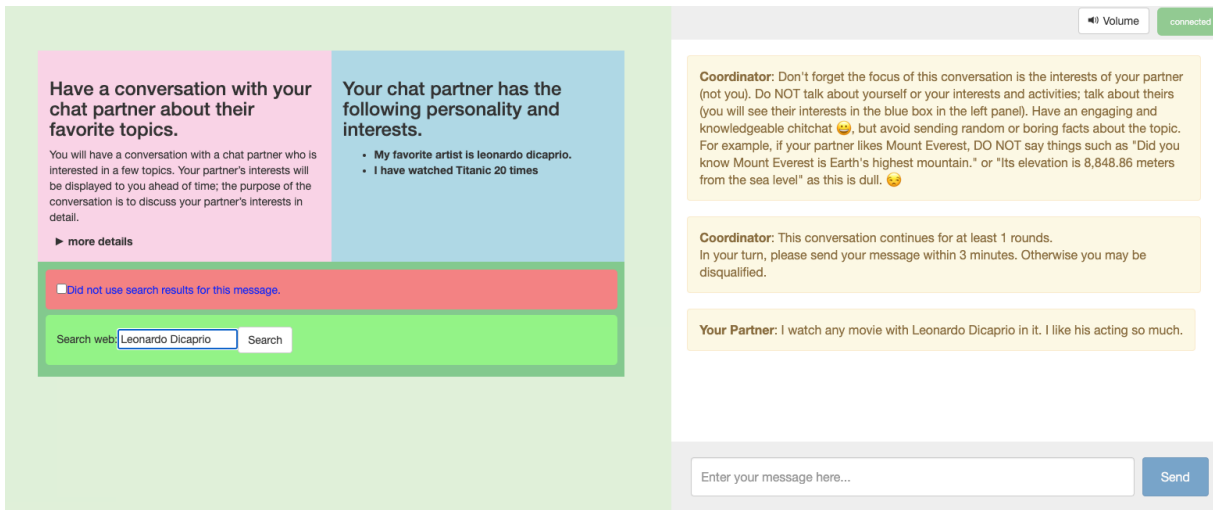 Have a conversation with your
chat partner about their
favorite topics.
You will have a conversation with a chat partner who is
interested in a few topics. Your partner's interests will
be displayed to you ahead of time; the purpose of the
conversation is to discuss your partner's interests in
detail.
▶ more details
Your chat partner has the
following personality and
interests.
• My favorite artist is leonardo dicaprio.
• I have watched Titanic 20 times
Did not use search results for this message.
Search web: Leonardo Dicaprio Search
Volume connected
Coordinator: Don't forget the focus of this conversation is the interests of your partner
(not you). Do NOT talk about yourself or your interests and activities; talk about theirs
(you will see their interests in the blue box in the left panel). Have an engaging and
knowledgeable chitchat 😀, but avoid sending random or boring facts about the topic.
For example, if your partner likes Mount Everest, DO NOT say things such as "Did you
know Mount Everest is Earth's highest mountain." or "Its elevation is 8,848.86 meters
from the sea level" as this is dull. 😒
Coordinator: This conversation continues for at least 1 rounds.
In your turn, please send your message within 3 minutes. Otherwise you may be
disqualified.
Your Partner: I watch any movie with Leonardo Dicaprio in it. I like his acting so much.
Enter your message here... Send